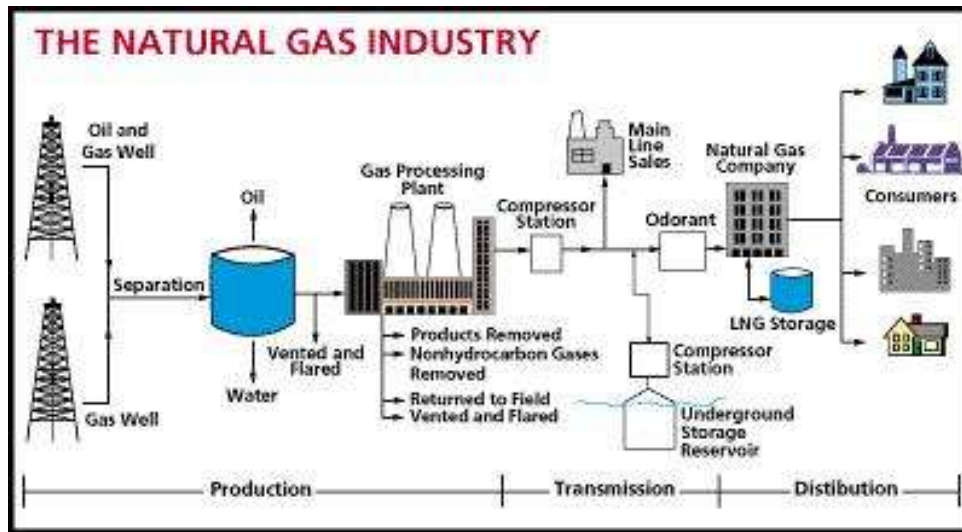 THE NATURAL GAS INDUSTRY
Oil and
Gas Well
Gas Well
Separation
Oil
Water
Vented and
Flared
Gas Processing
Plant
Products Removed
Nonhydrocarbon Gases
Removed
Returned to Field
Vented and Flared
Compressor
Station
Main
Line
Sales
Odorant
Compressor
Station
Underground
Storage
Reservoir
Natural Gas
Company
LNG Storage
Consumers
Production
Transmission
Distibution